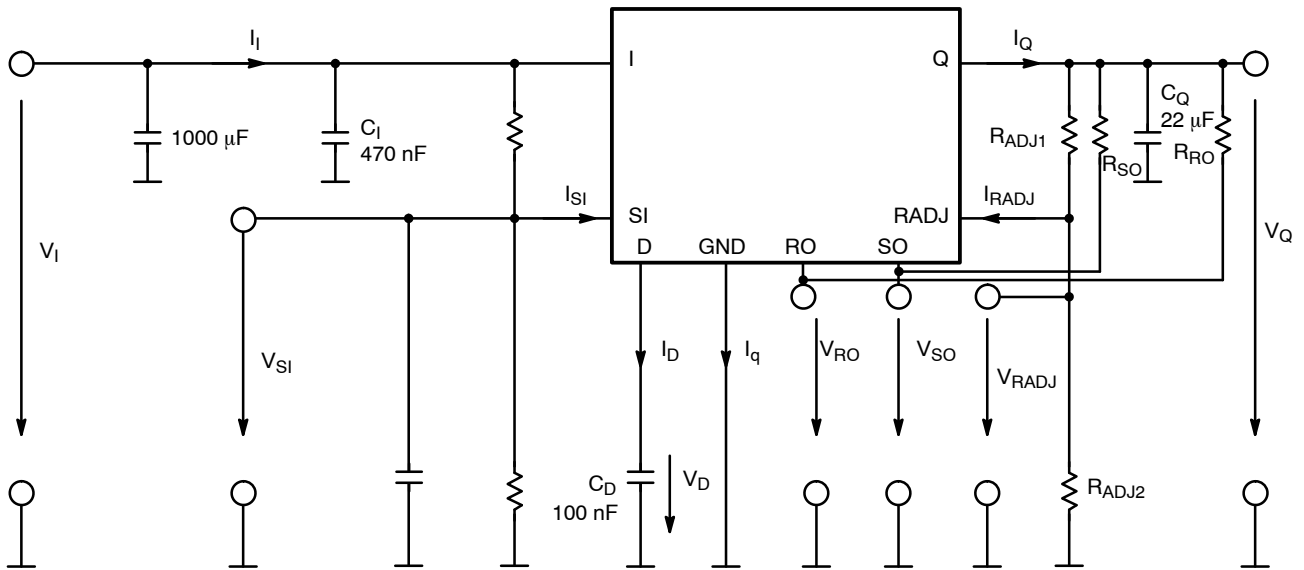 I_I
I
Q
I_Q
1000 μF
C_I
470 nF
R_ADJ1
R_SO
C_Q
22 μF
R_RO
I_SI
SI
RADJ
I_RADJ
D
GND
RO
SO
V_I
V_Q
V_SI
I_D
I_q
V_RO
V_SO
V_RADJ
C_D
100 nF
V_D
R_ADJ2